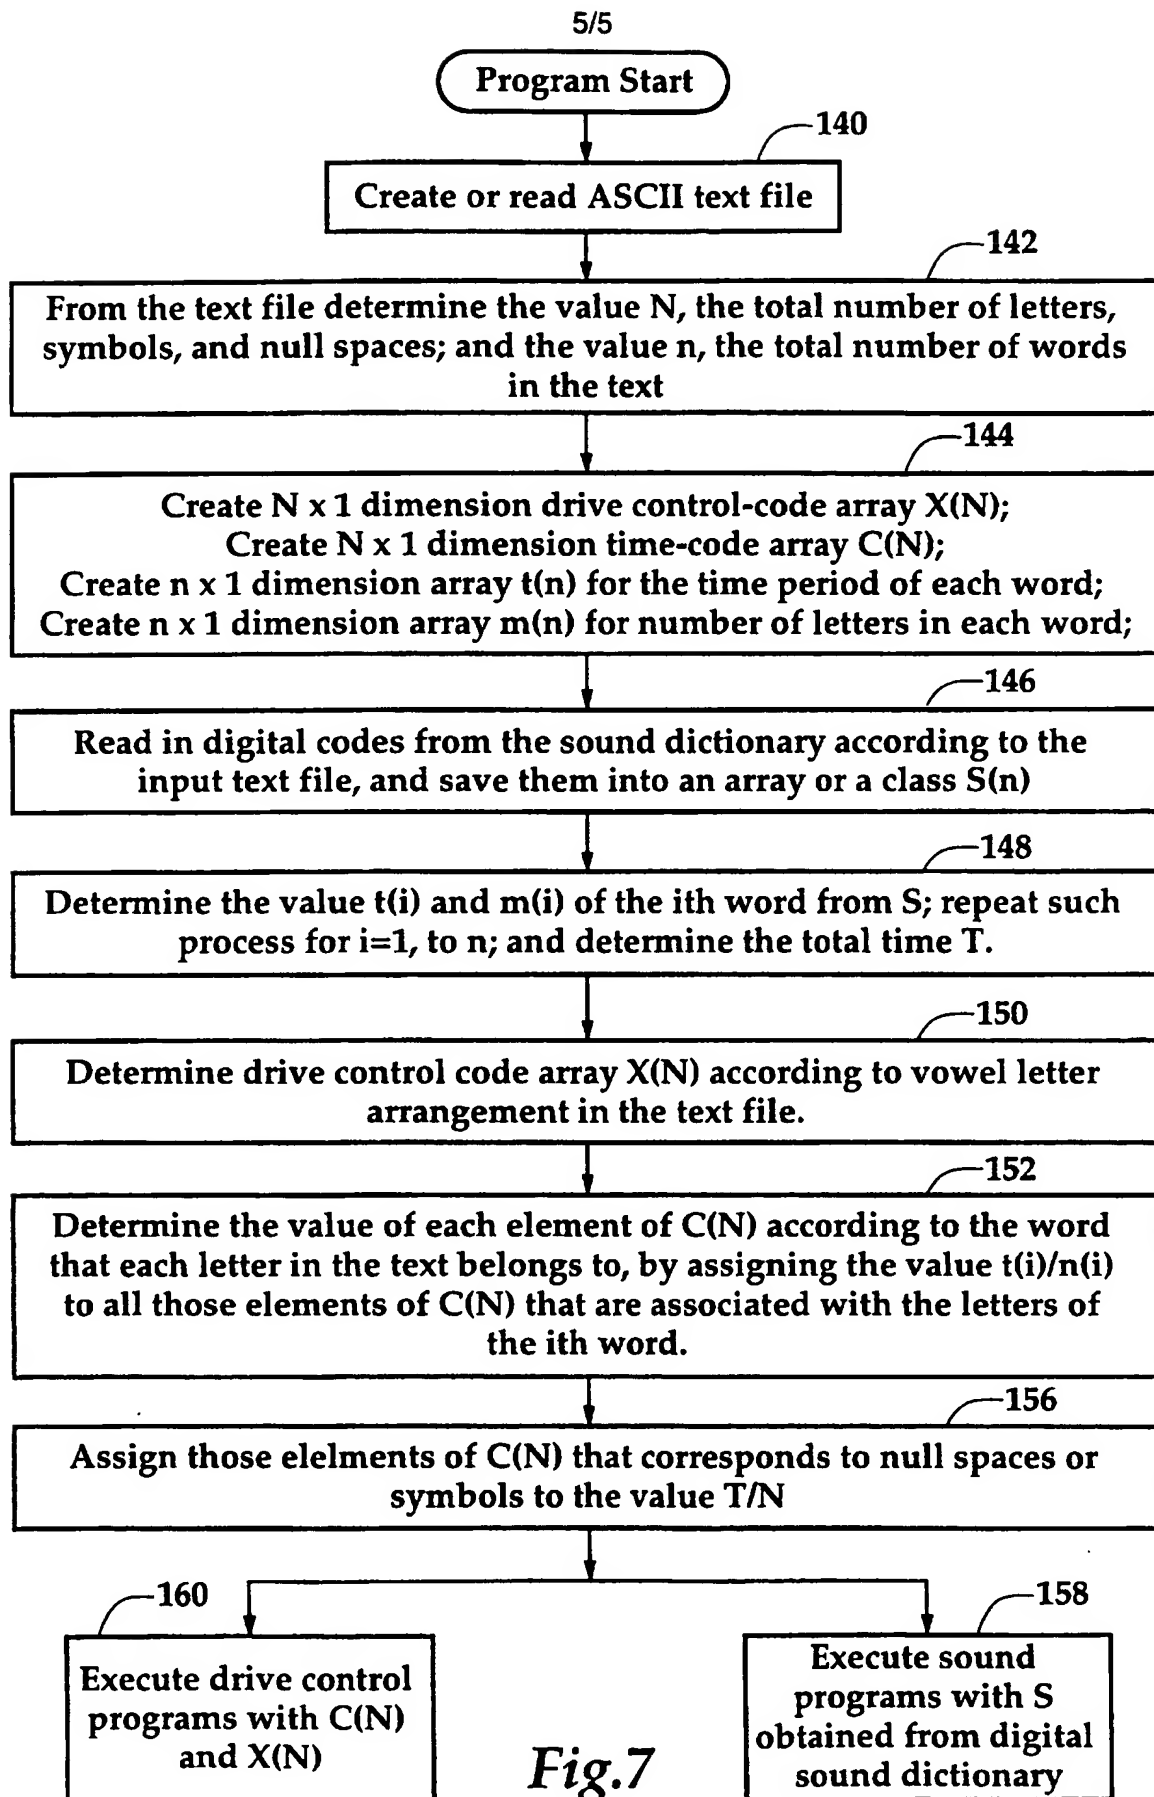 5/5
Program Start
140
Create or read ASCII text file
142
From the text file determine the value N, the total number of letters,
symbols, and null spaces; and the value n, the total number of words
in the text
144
Create N x 1 dimension drive control-code array X(N);
Create N x 1 dimension time-code array C(N);
Create n x 1 dimension array t(n) for the time period of each word;
Create n x 1 dimension array m(n) for number of letters in each word;
146
Read in digital codes from the sound dictionary according to the
input text file, and save them into an array or a class S(n)
148
Determine the value t(i) and m(i) of the ith word from S; repeat such
process for i=1, to n; and determine the total time T.
150
Determine drive control code array X(N) according to vowel letter
arrangement in the text file.
152
Determine the value of each element of C(N) according to the word
that each letter in the text belongs to, by assigning the value t(i)/n(i)
to all those elements of C(N) that are associated with the letters of
the ith word.
156
Assign those elelments of C(N) that corresponds to null spaces or
symbols to the value T/N
160
Execute drive control
programs with C(N)
and X(N)
158
Execute sound
programs with S
obtained from digital
sound dictionary
Fig.7